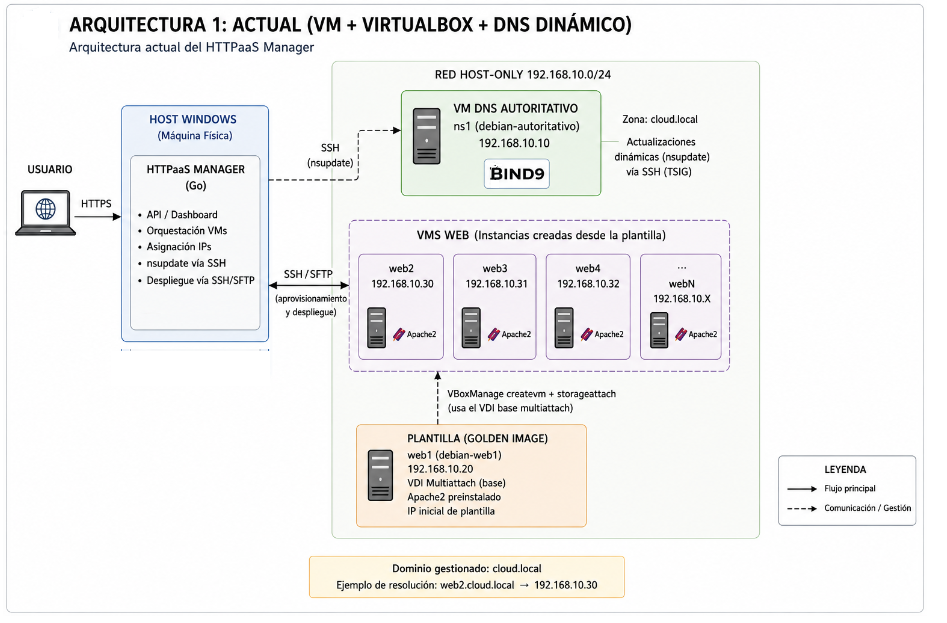 ARQUITECTURA 1: ACTUAL (VM + VIRTUALBOX + DNS DINÁMICO)
Arquitectura actual del HTTPaaS Manager
USUARIO
HTTPS
HOST WINDOWS
(Máquina Física)
HTTPaaS MANAGER
(Go)
• API / Dashboard
• Orquestación VMs
• Asignación IPs
• nsupdate vía SSH
• Despliegue vía SSH/SFTP
SSH
(nsupdate)
SSH/SFTP
(aprovisionamiento
y despliegue)
RED HOST-ONLY 192.168.10.0/24
VM DNS AUTORITATIVO
ns1 (debian-autoritativo)
192.168.10.10
BIND9
Zona: cloud.local
Actualizaciones
dinámicas (nsupdate)
vía SSH (TSIG)
VMS WEB (Instancias creadas desde la plantilla)
web2
192.168.10.30
Apache2
web3
192.168.10.31
Apache2
web4
192.168.10.32
Apache2
...
webN
192.168.10.X
Apache2
VBoxManage createvm + storageattach
(usa el VDI base multiattach)
PLANTILLA (GOLDEN IMAGE)
web1 (debian-web1)
192.168.10.20
VDI Multiattach (base)
Apache2 preinstalado
IP inicial de plantilla
LEYENDA
Flujo principal
Comunicación / Gestión
Dominio gestionado: cloud.local
Ejemplo de resolución: web2.cloud.local → 192.168.10.30